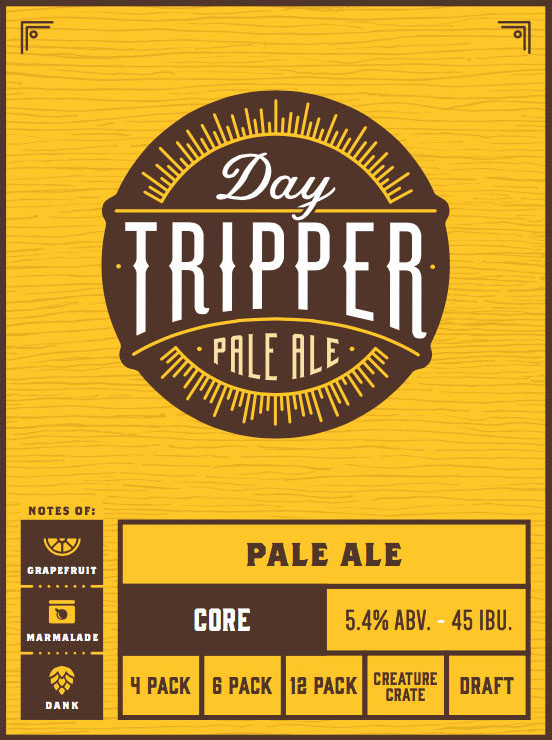 Day
TRIPPER
PALE ALE
NOTES OF:
GRAPEFRUIT
MARMALADE
DANK
PALE ALE
CORE
5.4% ABV. - 45 IBU.
4 PACK
6 PACK
12 PACK
CREATURE
CRATE
DRAFT